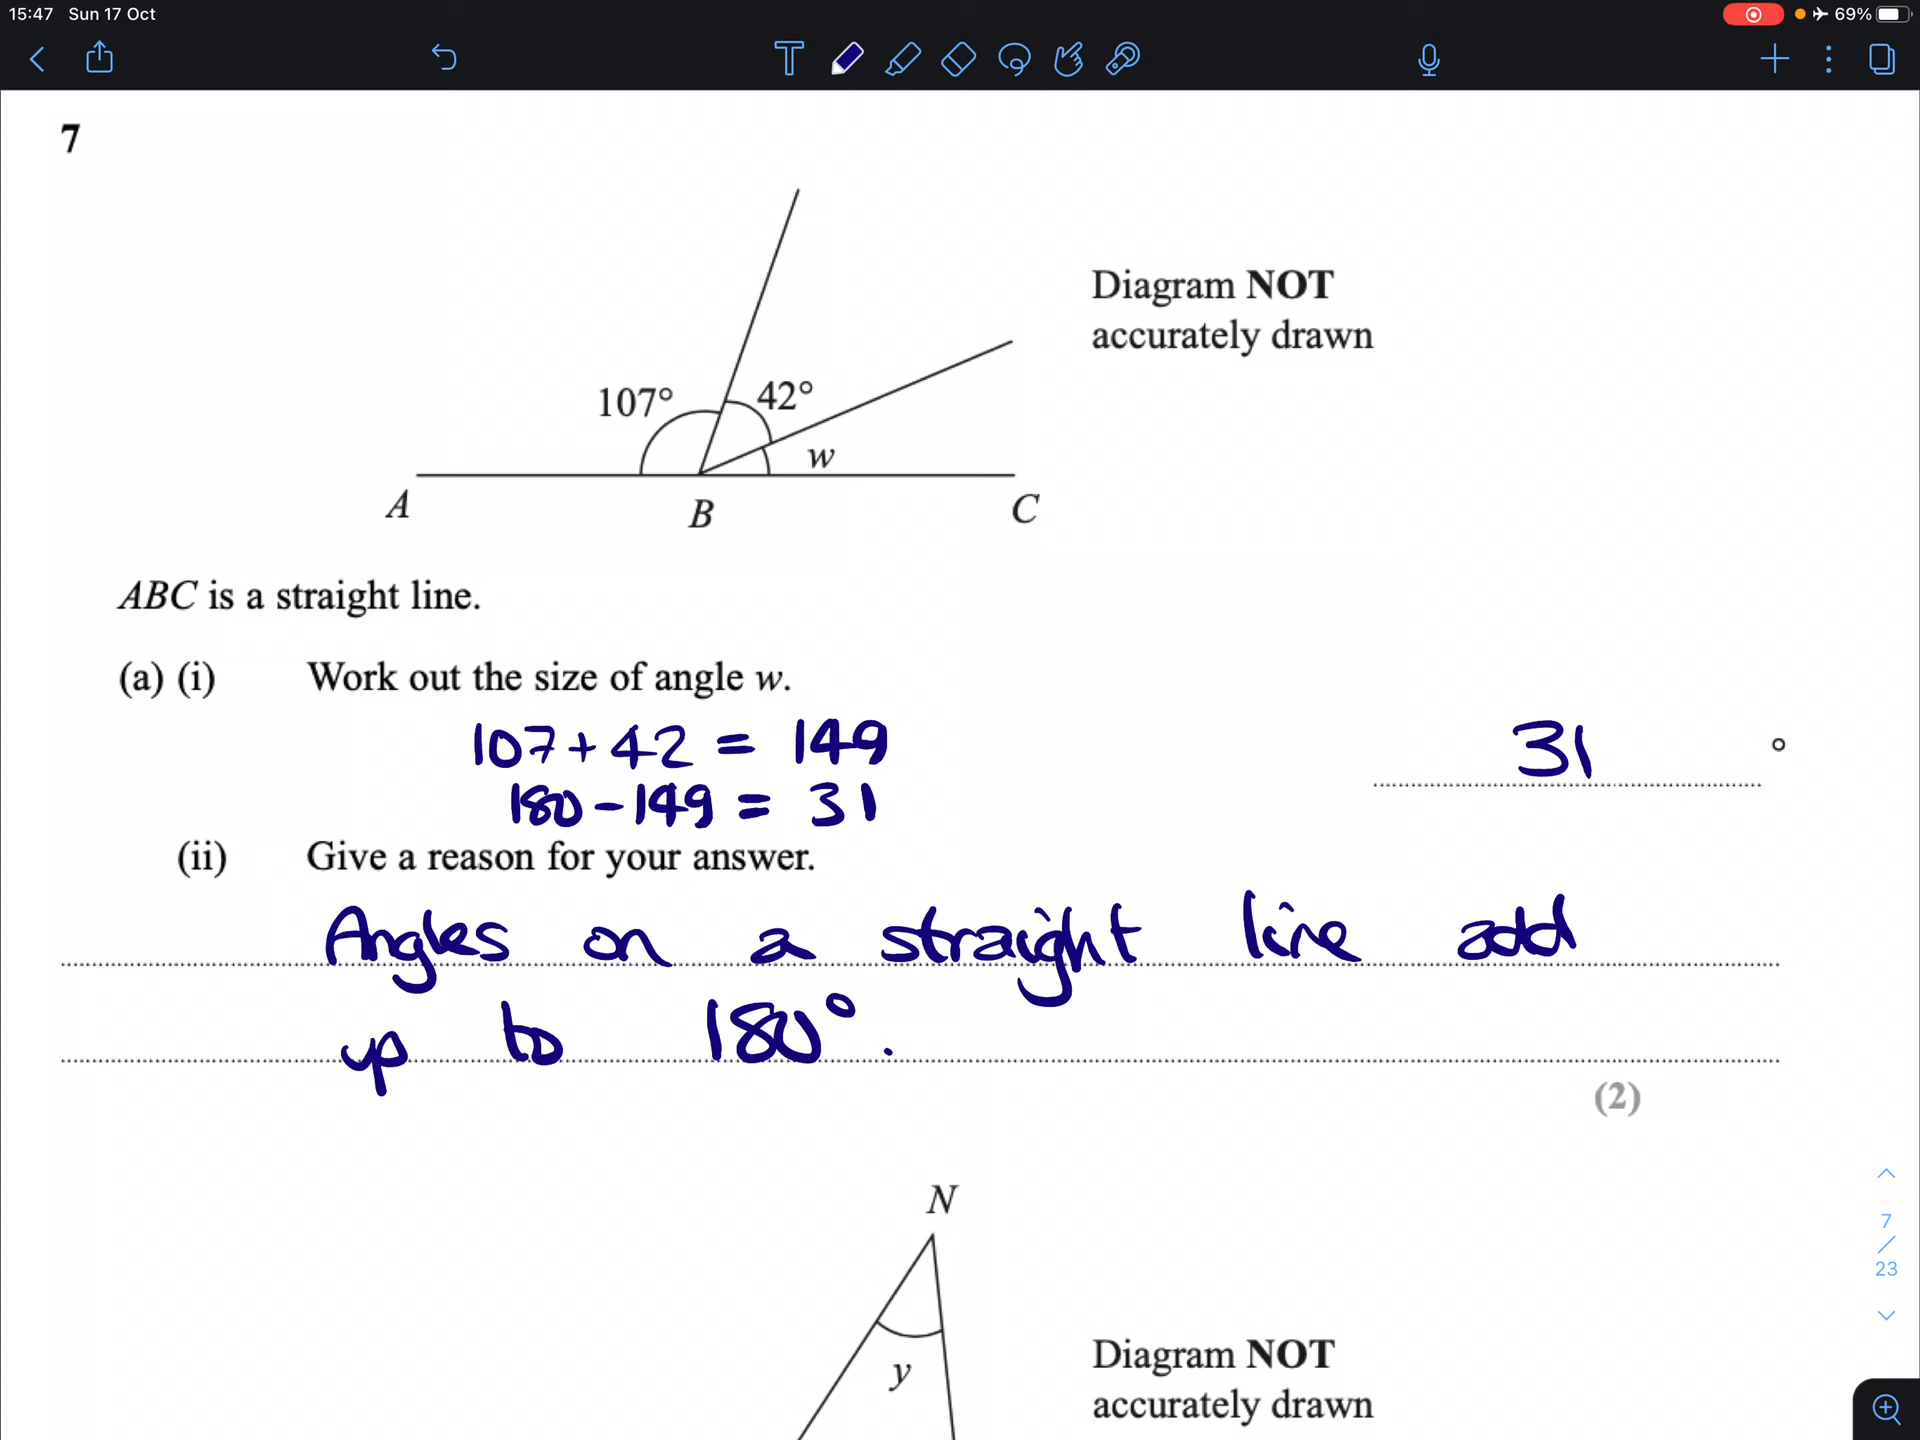 15:47 Sun 17 Oct
69%
7
107°
42°
w
A
B
C
Diagram NOT
accurately drawn
ABC is a straight line.
(a) (i) Work out the size of angle w.
107 + 42 = 149
180 - 149 = 31
31 °
(ii) Give a reason for your answer.
Angles on a straight line add
up to 180°.
(2)
N
y
Diagram NOT
accurately drawn
7
/
23